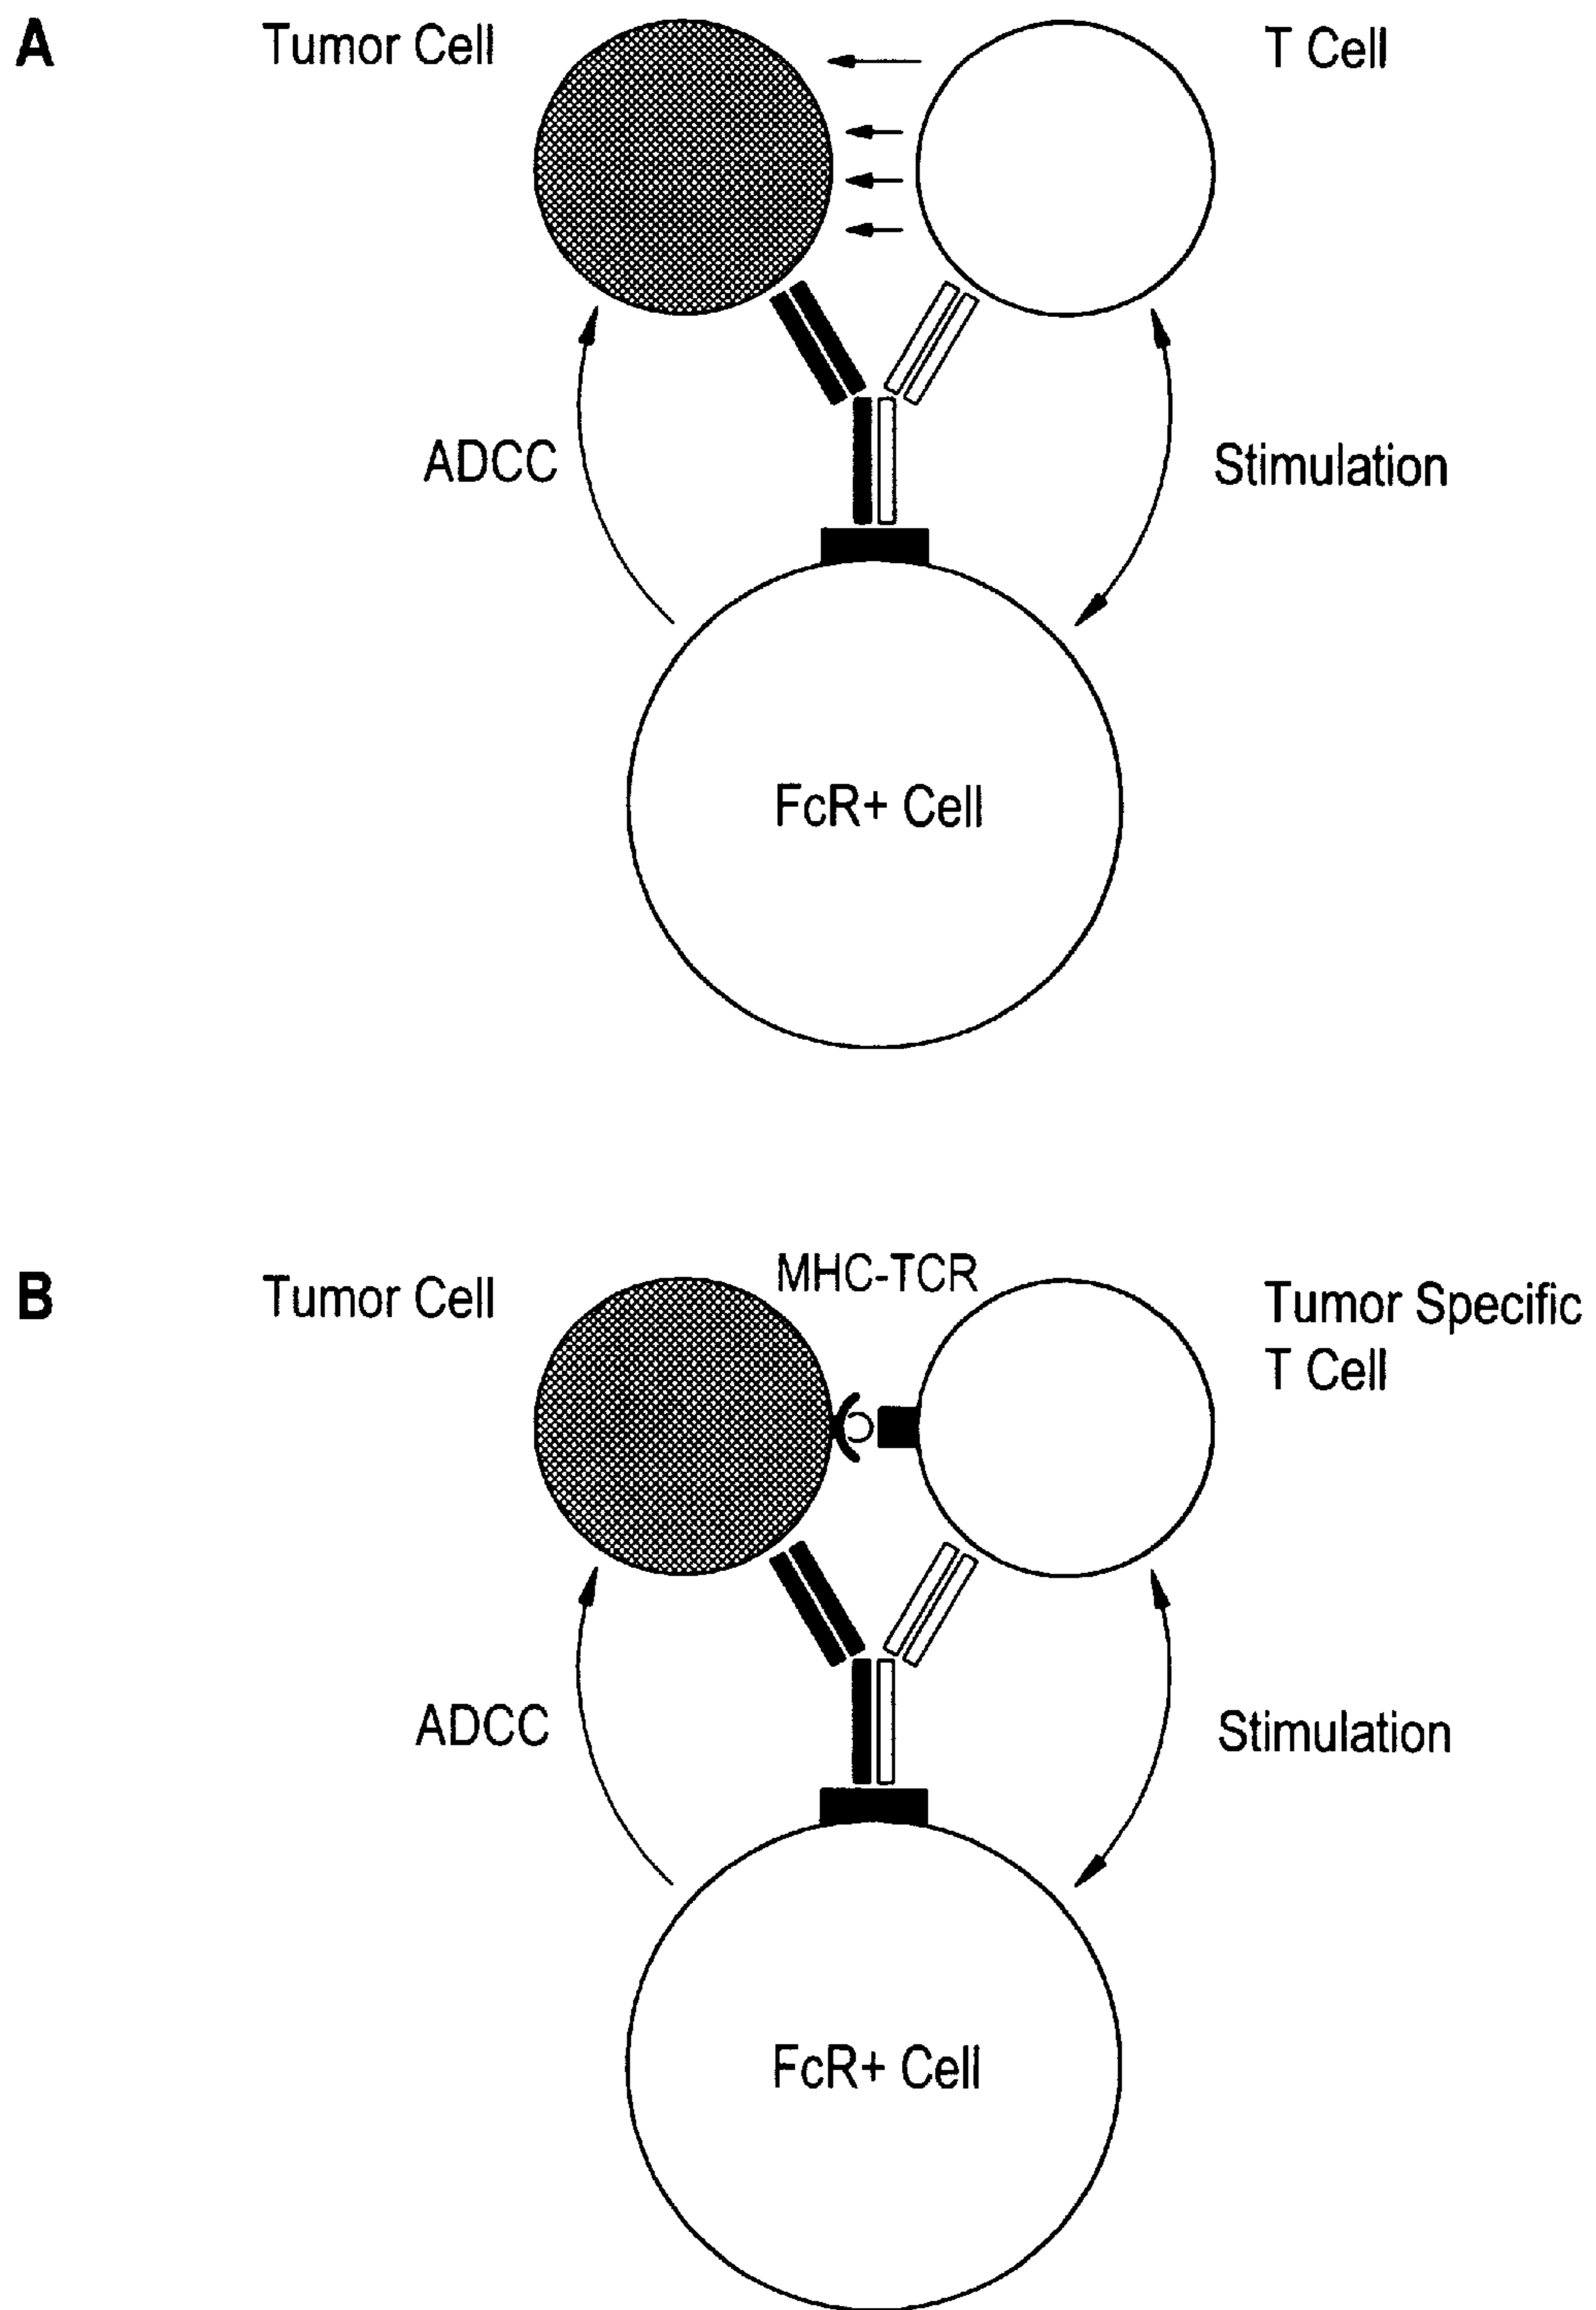 A
Tumor Cell
T Cell
ADCC
Stimulation
FcR+ Cell
B
Tumor Cell
MHC-TCR
Tumor Specific
T Cell
ADCC
Stimulation
FcR+ Cell